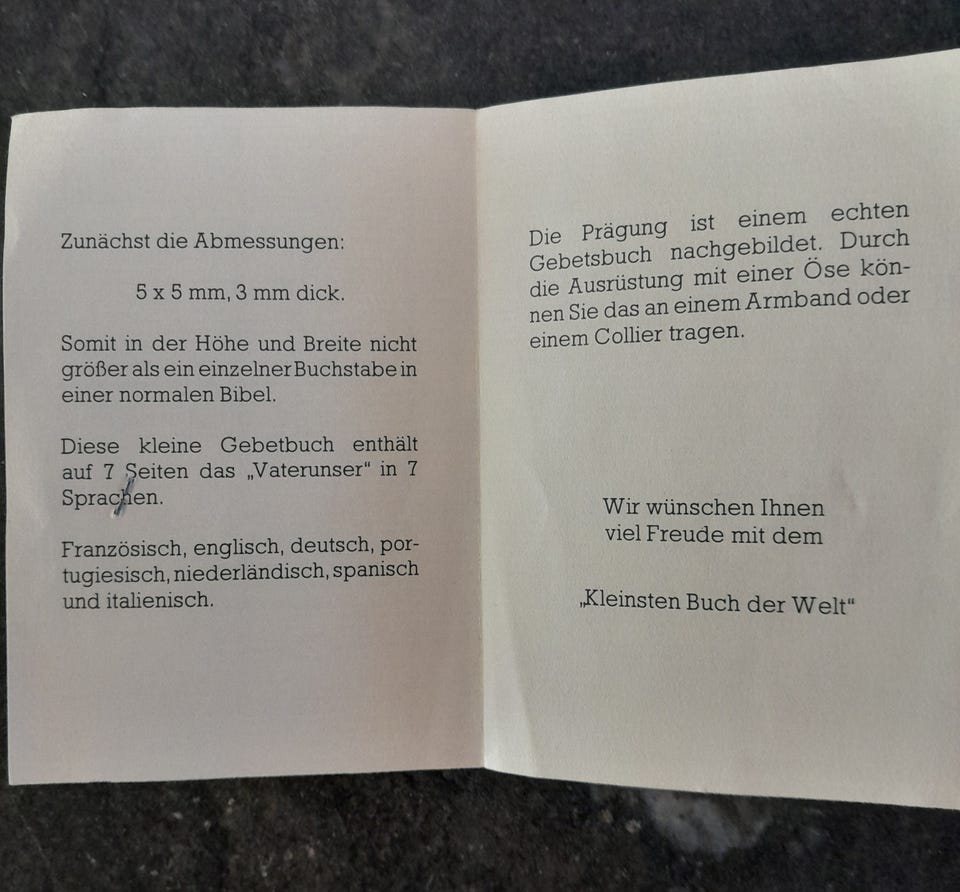 Zunächst die Abmessungen:
5 x 5 mm, 3 mm dick.
Somit in der Höhe und Breite nicht
größer als ein einzelner Buchstabe in
einer normalen Bibel.
Diese kleine Gebetbuch enthält
auf 7 Seiten das „Vaterunser“ in 7
Sprachen.
Französisch, englisch, deutsch, por-
tugiesisch, niederländisch, spanisch
und italienisch.
Die Prägung ist einem echten
Gebetsbuch nachgebildet. Durch
die Ausrüstung mit einer Öse kön-
nen Sie das an einem Armband oder
einem Collier tragen.
Wir wünschen Ihnen
viel Freude mit dem
„Kleinsten Buch der Welt“